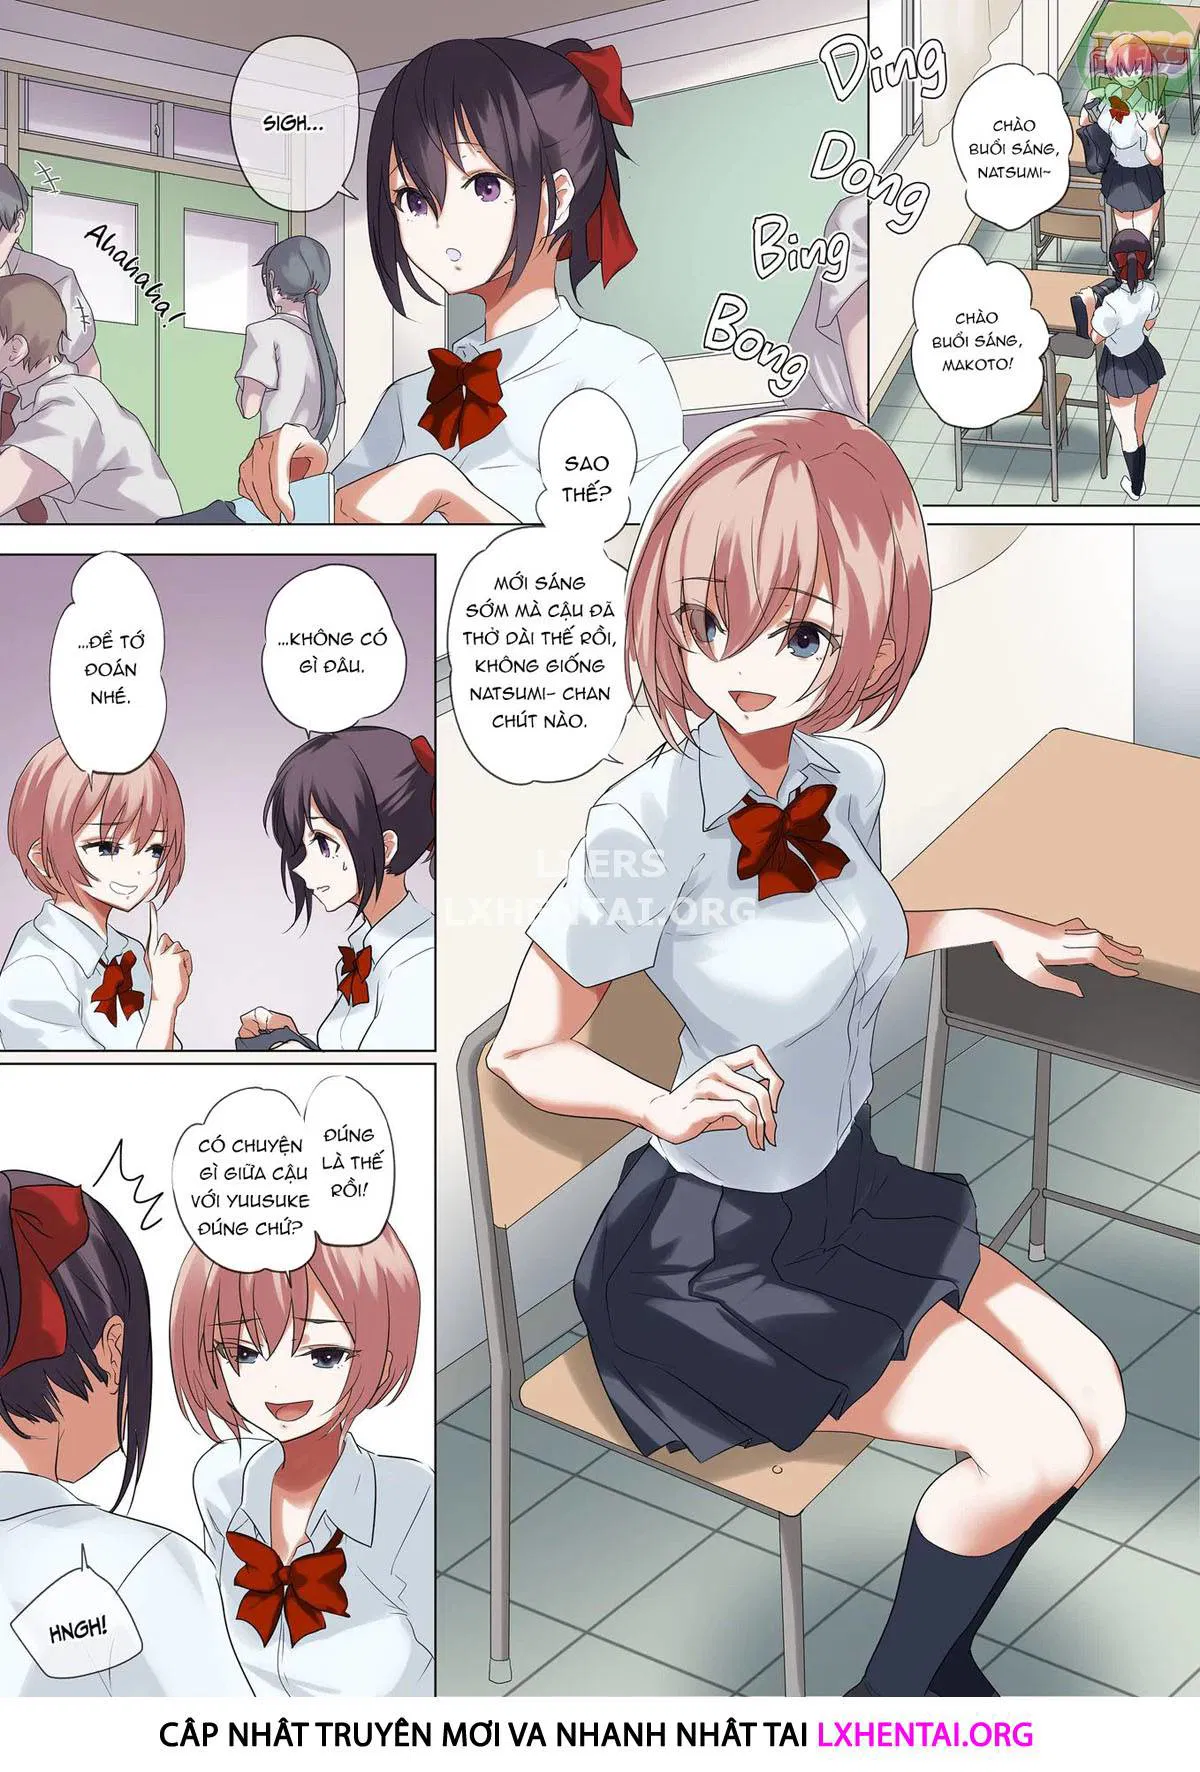 CHÀO
BUỔI SÁNG,
NATSUMI~
CHÀO
BUỔI SÁNG,
MAKOTO!
Ding
Dong
Bing
Bong
SIGH...
Ahahaha!
SAO
THẾ?
MỚI SÁNG
SỚM MÀ CẬU ĐÃ
THỞ DÀI THẾ RỒI,
KHÔNG GIỐNG
NATSUMI- CHAN
CHÚT NÀO.
...KHÔNG CÓ
GÌ ĐÂU.
...ĐỂ TỚ
ĐOÁN
NHÉ.
ĐÚNG
LÀ THẾ
RỒI!
CÓ CHUYỆN
GÌ GIỮA CẬU
VỚI YUUSUKE
ĐÚNG CHỨ?
HNGH!
LXERS
LXHENTAI.ORG
CẬP NHẬT TRUYỆN MỚI VÀ NHANH NHẤT TẠI LXHENTAI.ORG